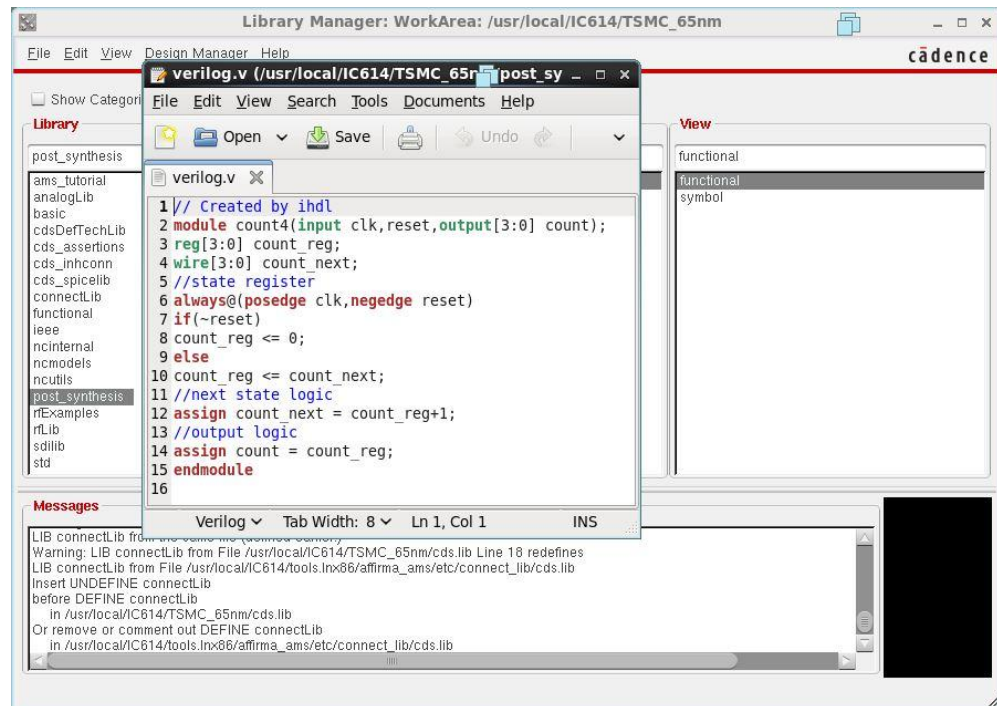 Library Manager: WorkArea: /usr/local/IC614/TSMC_65nm
File Edit View Design Manager Help
cādence
Show Categori
Library
post_synthesis
ams_tutorial
analogLib
basic
cdsDefTechLib
cds_assertions
cds_inhconn
cds_spicelib
connectLib
functional
ieee
ncinternal
ncmodels
ncutils
post_synthesis
rfExamples
rfLib
sdilib
std
verilog.v (/usr/local/IC614/TSMC_65n post_sy
File Edit View Search Tools Documents Help
Open Save Undo
verilog.v
1 // Created by ihdl
2 module count4(input clk,reset,output[3:0] count);
3 reg[3:0] count_reg;
4 wire[3:0] count_next;
5 //state register
6 always@(posedge clk,negedge reset)
7 if(~reset)
8 count_reg <= 0;
9 else
10 count_reg <= count_next;
11 //next state logic
12 assign count_next = count_reg+1;
13 //output logic
14 assign count = count_reg;
15 endmodule
16
Verilog Tab Width: 8 Ln 1, Col 1 INS
View
functional
functional
symbol
Messages
LIB connectLib from the same file (defined earlier.)
Warning: LIB connectLib from File /usr/local/IC614/TSMC_65nm/cds.lib Line 18 redefines
LIB connectLib from File /usr/local/IC614/tools.lnx86/affirma_ams/etc/connect_lib/cds.lib
Insert UNDEFINE connectLib
before DEFINE connectLib
in /usr/local/IC614/TSMC_65nm/cds.lib
Or remove or comment out DEFINE connectLib
in /usr/local/IC614/tools.lnx86/affirma_ams/etc/connect_lib/cds.lib